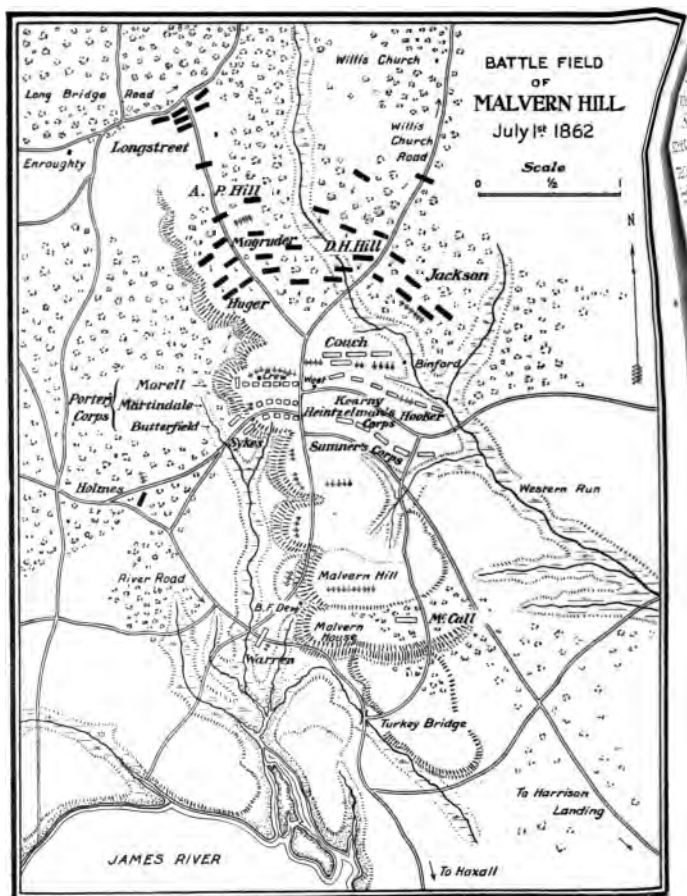 BATTLE FIELD
OF
MALVERN HILL
July 1st 1862
Scale
0 ½ 1
N
Willis Church
Long Bridge Road
Willis
Church
Road
Enroughty
Longstreet
A. P. Hill
Magruder
D.H. Hill
Jackson
Huger
Couch
Binford
Crew
West
Morell
Porter's
Corps
Martindale
Butterfield
Kearny
Heintzelman's
Corps
Hooker
Sykes
Sumner's Corps
Holmes
Western Run
River Road
Malvern Hill
B.F. Dew
Malvern
House
McCall
Warren
Turkey Bridge
To Harrison
Landing
JAMES RIVER
To Haxall